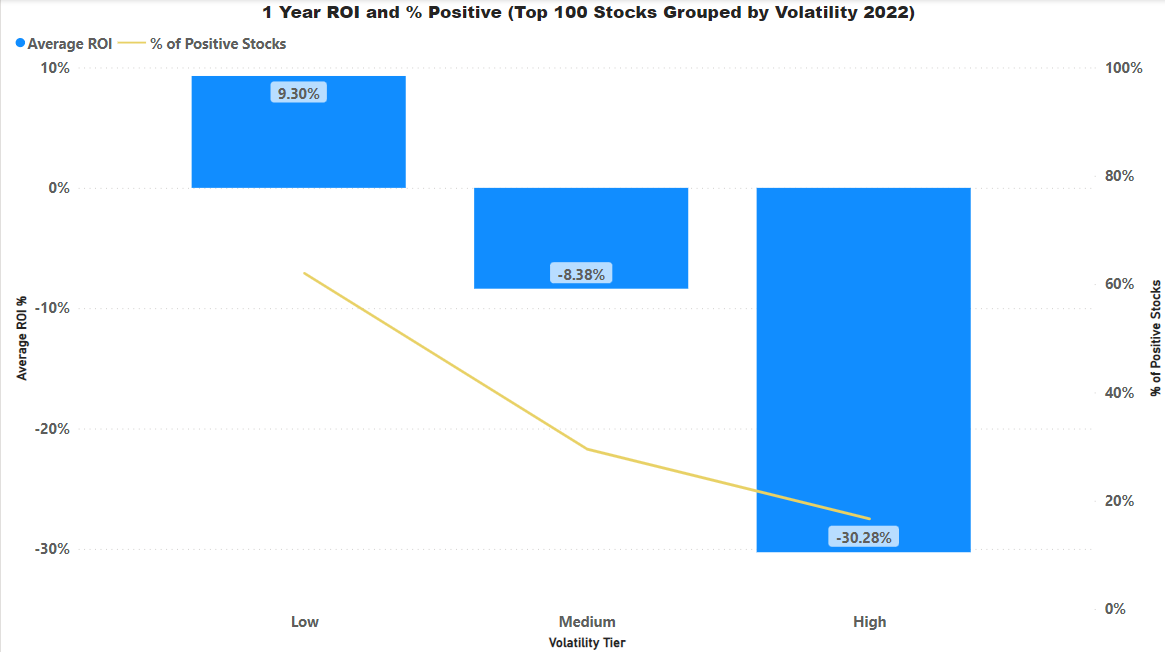 1 Year ROI and % Positive (Top 100 Stocks Grouped by Volatility 2022)
Average ROI % of Positive Stocks
10% 100%
9.30%
80%
0%
-8.38%
60%
-10%
40%
-20%
20%
-30.28%
-30%
0%
Average ROI %
% of Positive Stocks
Low Medium High
Volatility Tier